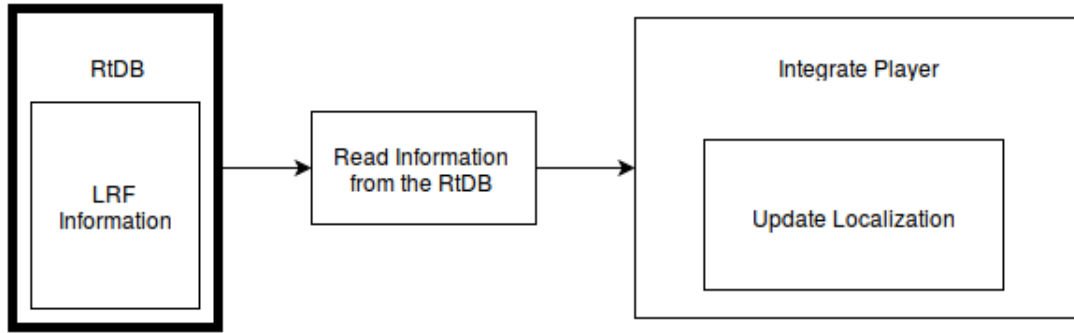 RtDB
LRF
Information
Read Information
from the RtDB
Integrate Player
Update Localization